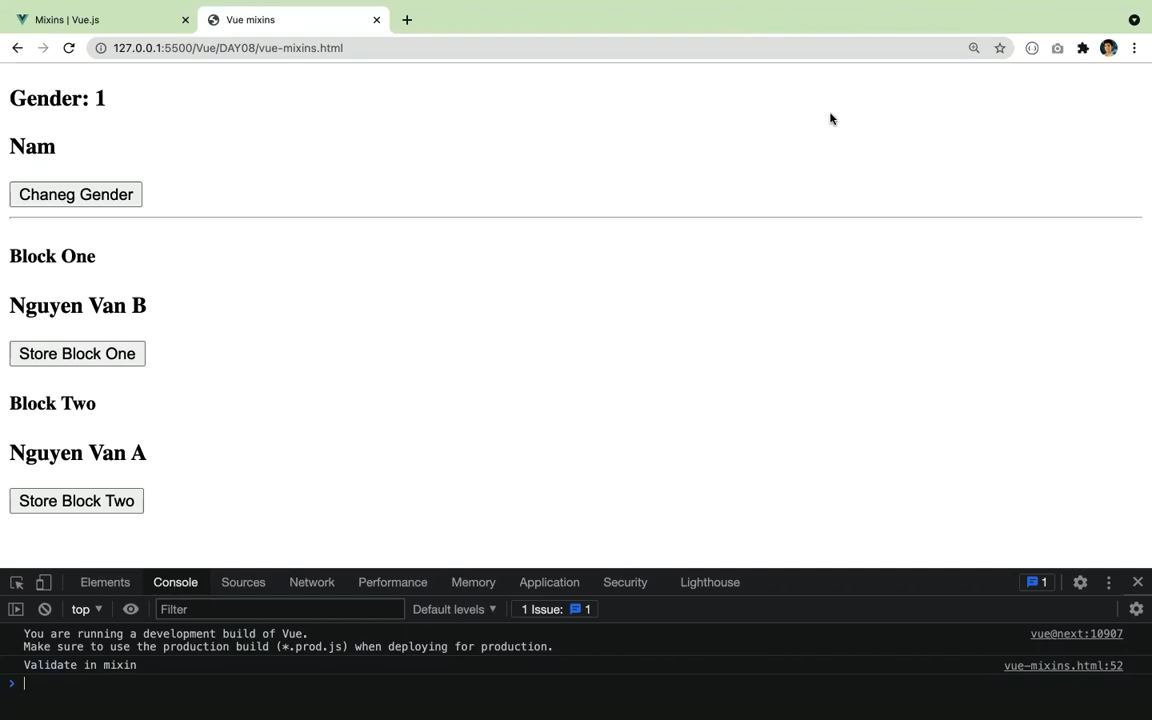 Mixins | Vue.js
Vue mixins
127.0.0.1:5500/Vue/DAY08/vue-mixins.html
Gender: 1
Nam
Chaneg Gender
Block One
Nguyen Van B
Store Block One
Block Two
Nguyen Van A
Store Block Two
Elements Console Sources Network Performance Memory Application Security Lighthouse 1
top Filter Default levels 1 Issue: 1
You are running a development build of Vue. vue@next:10907
Make sure to use the production build (*.prod.js) when deploying for production.
Validate in mixin vue-mixins.html:52